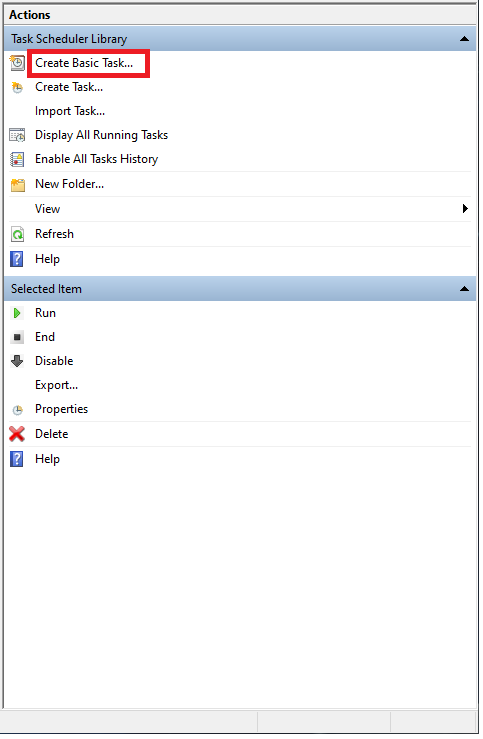 Actions
Task Scheduler Library
Create Basic Task...
Create Task...
Import Task...
Display All Running Tasks
Enable All Tasks History
New Folder...
View
Refresh
Help
Selected Item
Run
End
Disable
Export...
Properties
Delete
Help